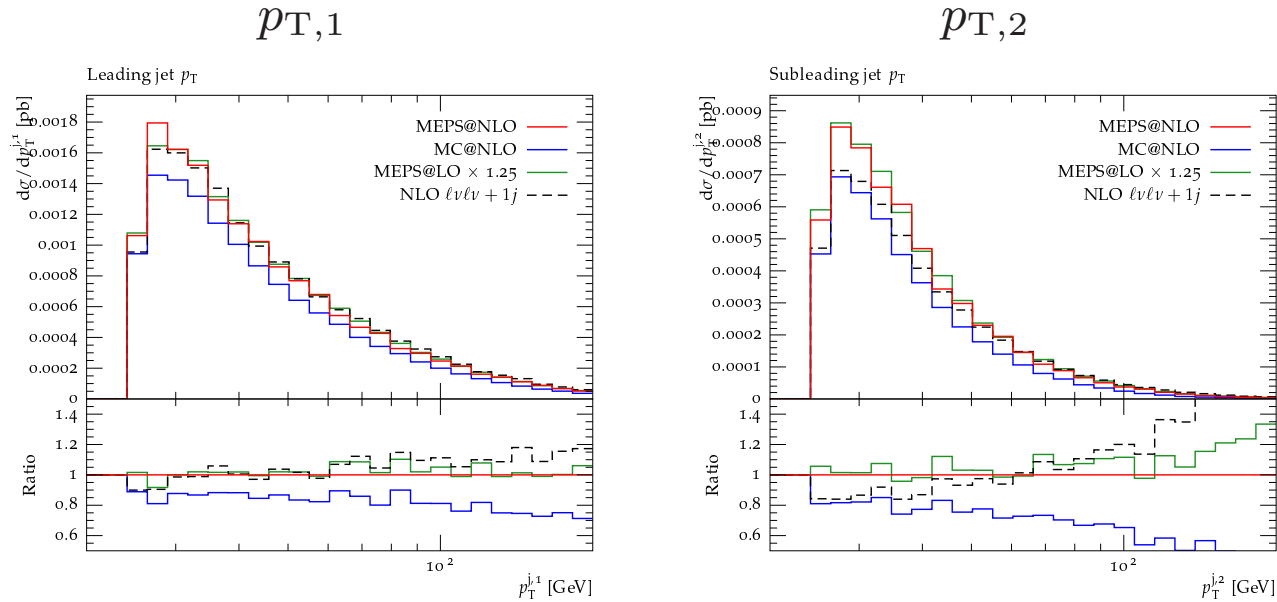 pT,1
pT,2
Leading jet pT
dσ/dpT^j,1 [pb]
0.0018
0.0016
0.0014
0.0012
0.001
0.0008
0.0006
0.0004
0.0002
0
MEPS@NLO
MC@NLO
MEPS@LO × 1.25
NLO ℓνℓν + 1j
Ratio
1.4
1.2
1
0.8
0.6
10²
pT^j,1 [GeV]
Subleading jet pT
dσ/dpT^j,2 [pb]
0.0009
0.0008
0.0007
0.0006
0.0005
0.0004
0.0003
0.0002
0.0001
0
MEPS@NLO
MC@NLO
MEPS@LO × 1.25
NLO ℓνℓν + 1j
Ratio
1.4
1.2
1
0.8
0.6
10²
pT^j,2 [GeV]